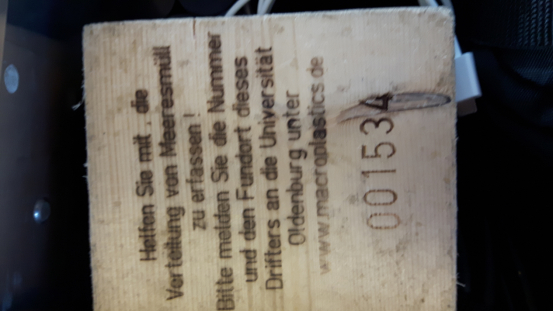 Helfen Sie mit, die
Verteilung von Meeresmüll
zu erfassen!
Bitte melden Sie die Nummer
und den Fundort dieses
Drifters an die Universität
Oldenburg unter
www.macroplastics.de
001534